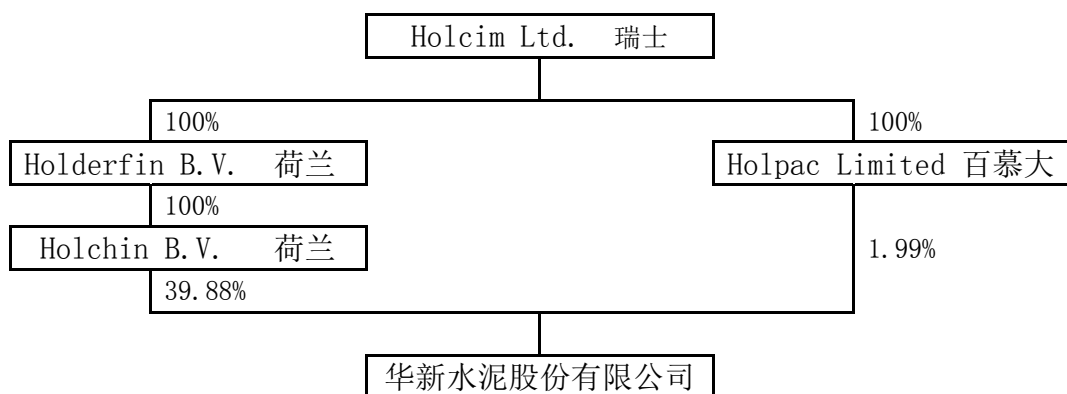 Holcim Ltd. 瑞士
100%
100%
Holderfin B.V. 荷兰
Holpac Limited 百慕大
100%
Holchin B.V. 荷兰
1.99%
39.88%
华新水泥股份有限公司